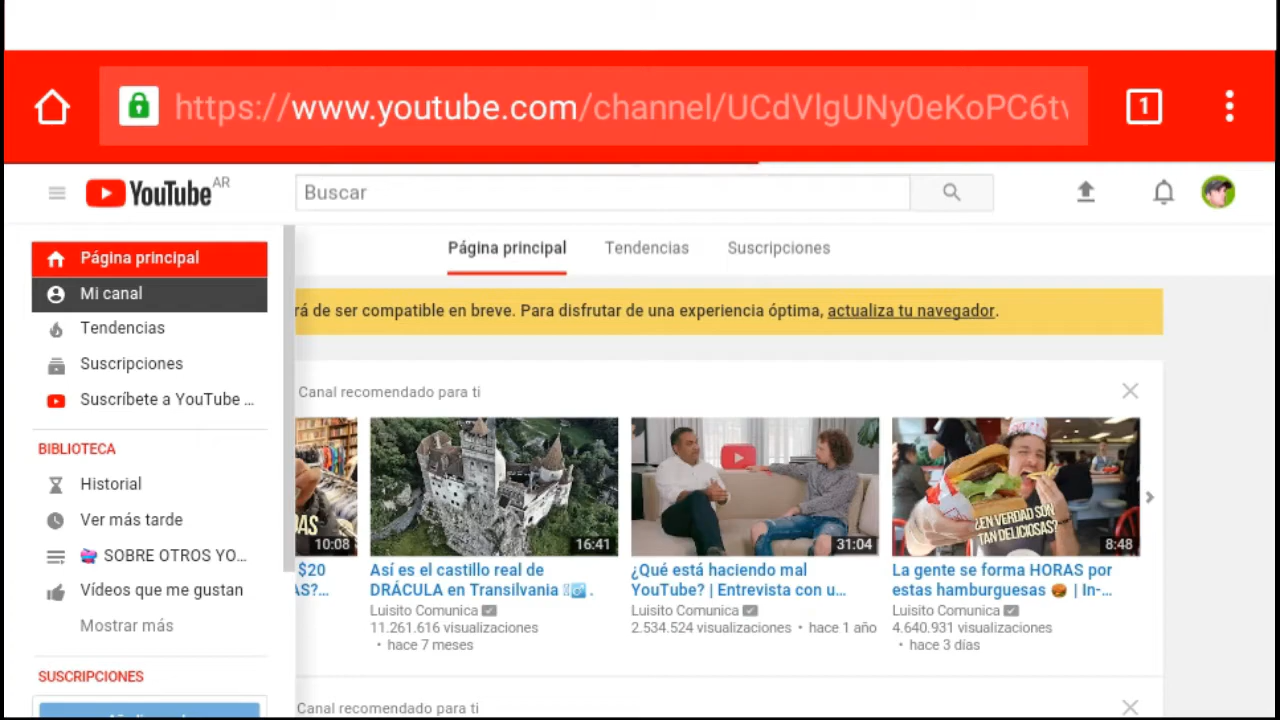 https://www.youtube.com/channel/UCdVlgUNy0eKoPC6tv
1
YouTube AR
Buscar
Página principal
Tendencias
Suscripciones
Página principal
Mi canal
Tendencias
Suscripciones
Suscríbete a YouTube ...
BIBLIOTECA
Historial
Ver más tarde
SOBRE OTROS YO...
Vídeos que me gustan
Mostrar más
SUSCRIPCIONES
rá de ser compatible en breve. Para disfrutar de una experiencia óptima, actualiza tu navegador.
Canal recomendado para ti
10:08
$20
AS?...
16:41
Así es el castillo real de
DRÁCULA en Transilvania
Luisito Comunica
11.261.616 visualizaciones
• hace 7 meses
31:04
¿Qué está haciendo mal
YouTube? | Entrevista con u...
Luisito Comunica
2.534.524 visualizaciones • hace 1 año
¿EN VERDAD SON
TAN DELICIOSAS?
8:48
La gente se forma HORAS por
estas hamburguesas 🍔 | In-...
Luisito Comunica
4.640.931 visualizaciones
• hace 3 días
Canal recomendado para ti